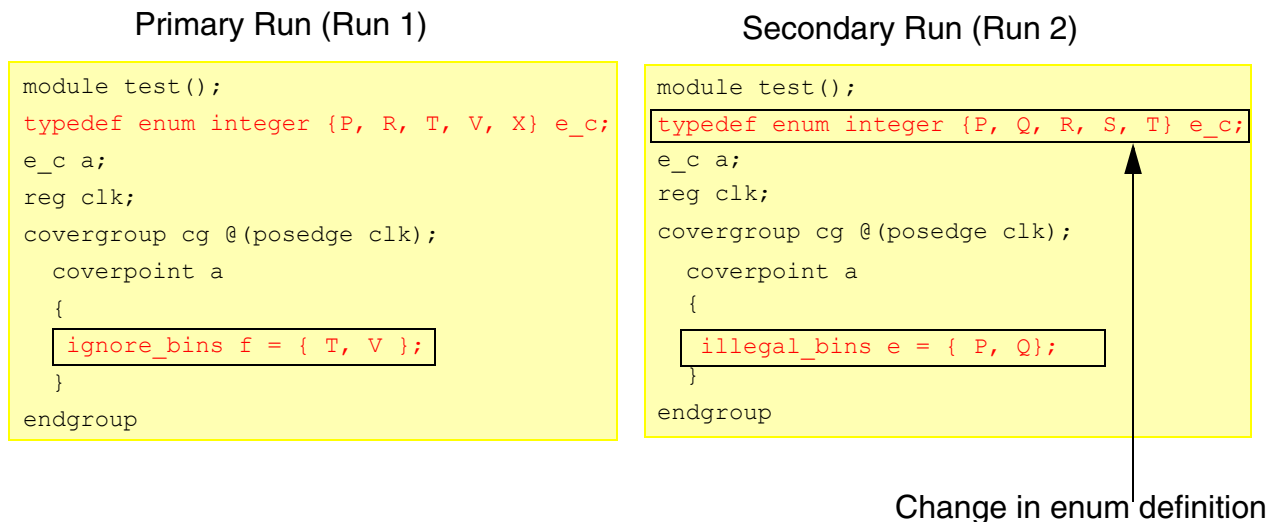 Primary Run (Run 1)
module test();
typedef enum integer {P, R, T, V, X} e_c;
e_c a;
reg clk;
covergroup cg @(posedge clk);
coverpoint a
{
ignore_bins f = { T, V };
}
endgroup
Secondary Run (Run 2)
module test();
typedef enum integer {P, Q, R, S, T} e_c;
e_c a;
reg clk;
covergroup cg @(posedge clk);
coverpoint a
{
illegal_bins e = { P, Q};
}
endgroup
Change in enum definition